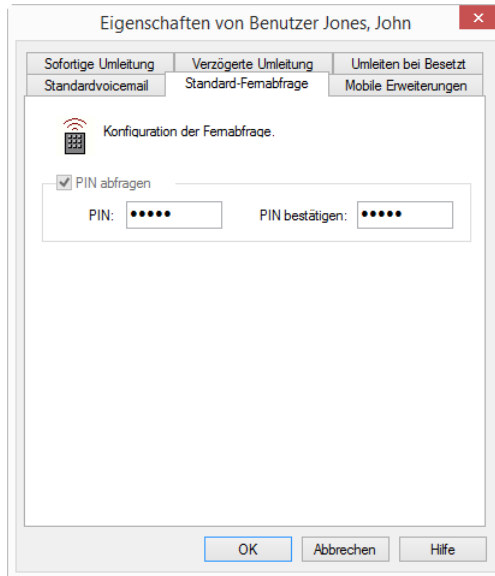 Eigenschaften von Benutzer Jones, John
Sofortige Umleitung Verzögerte Umleitung Umleiten bei Besetzt
Standardvoicemail Standard-Fernabfrage Mobile Erweiterungen
Konfiguration der Fernabfrage.
PIN abfragen
PIN: ●●●●● PIN bestätigen: ●●●●●
OK Abbrechen Hilfe